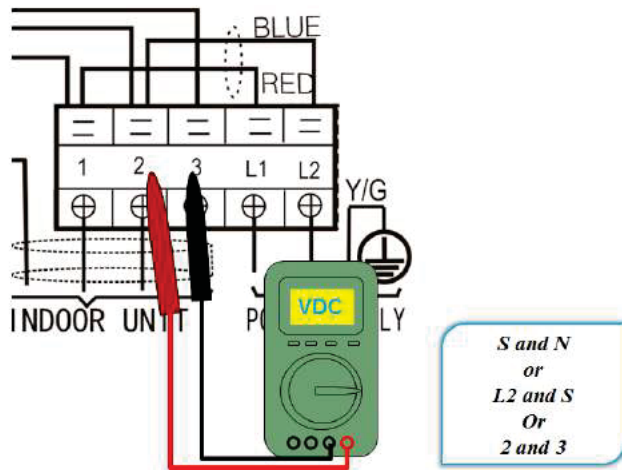 BLUE
RED
1 2 3 L1 L2
Y/G
INDOOR UNIT
VDC
S and N
or
L2 and S
Or
2 and 3